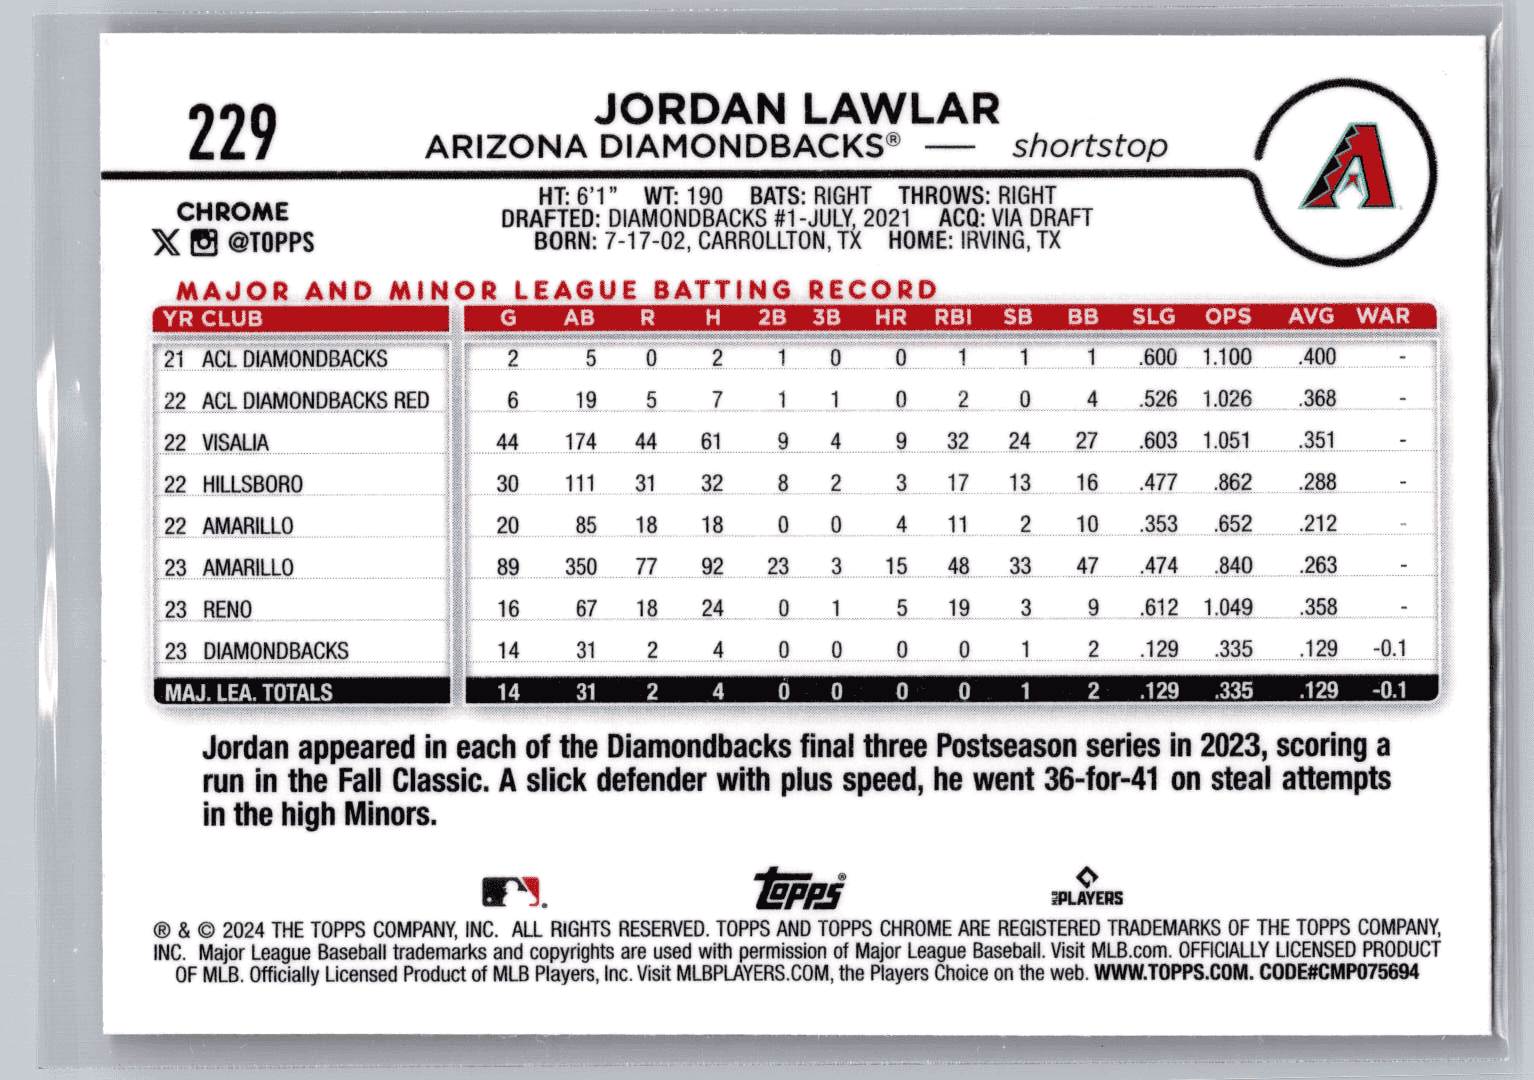 229
JORDAN LAWLAR
ARIZONA DIAMONDBACKS® — shortstop
HT: 6'1" WT: 190 BATS: RIGHT THROWS: RIGHT
DRAFTED: DIAMONDBACKS #1-JULY, 2021 ACQ: VIA DRAFT
BORN: 7-17-02, CARROLLTON, TX HOME: IRVING, TX
CHROME
@TOPPS
MAJOR AND MINOR LEAGUE BATTING RECORD
YR CLUB G AB R H 2B 3B HR RBI SB BB SLG OPS AVG WAR
21 ACL DIAMONDBACKS 2 5 0 2 1 0 0 1 1 1 .600 1.100 .400 -
22 ACL DIAMONDBACKS RED 6 19 5 7 1 1 0 2 0 4 .526 1.026 .368 -
22 VISALIA 44 174 44 61 9 4 9 32 24 27 .603 1.051 .351 -
22 HILLSBORO 30 111 31 32 8 2 3 17 13 16 .477 .862 .288 -
22 AMARILLO 20 85 18 18 0 0 4 11 2 10 .353 .652 .212 -
23 AMARILLO 89 350 77 92 23 3 15 48 33 47 .474 .840 .263 -
23 RENO 16 67 18 24 0 1 5 19 3 9 .612 1.049 .358 -
23 DIAMONDBACKS 14 31 2 4 0 0 0 0 1 2 .129 .335 .129 -0.1
MAJ. LEA. TOTALS 14 31 2 4 0 0 0 0 1 2 .129 .335 .129 -0.1
Jordan appeared in each of the Diamondbacks final three Postseason series in 2023, scoring a
run in the Fall Classic. A slick defender with plus speed, he went 36-for-41 on steal attempts
in the high Minors.
Topps®
MLB PLAYERS
® & © 2024 THE TOPPS COMPANY, INC. ALL RIGHTS RESERVED. TOPPS AND TOPPS CHROME ARE REGISTERED TRADEMARKS OF THE TOPPS COMPANY,
INC. Major League Baseball trademarks and copyrights are used with permission of Major League Baseball. Visit MLB.com. OFFICIALLY LICENSED PRODUCT
OF MLB. Officially Licensed Product of MLB Players, Inc. Visit MLBPLAYERS.COM, the Players Choice on the web. WWW.TOPPS.COM. CODE#CMP075694